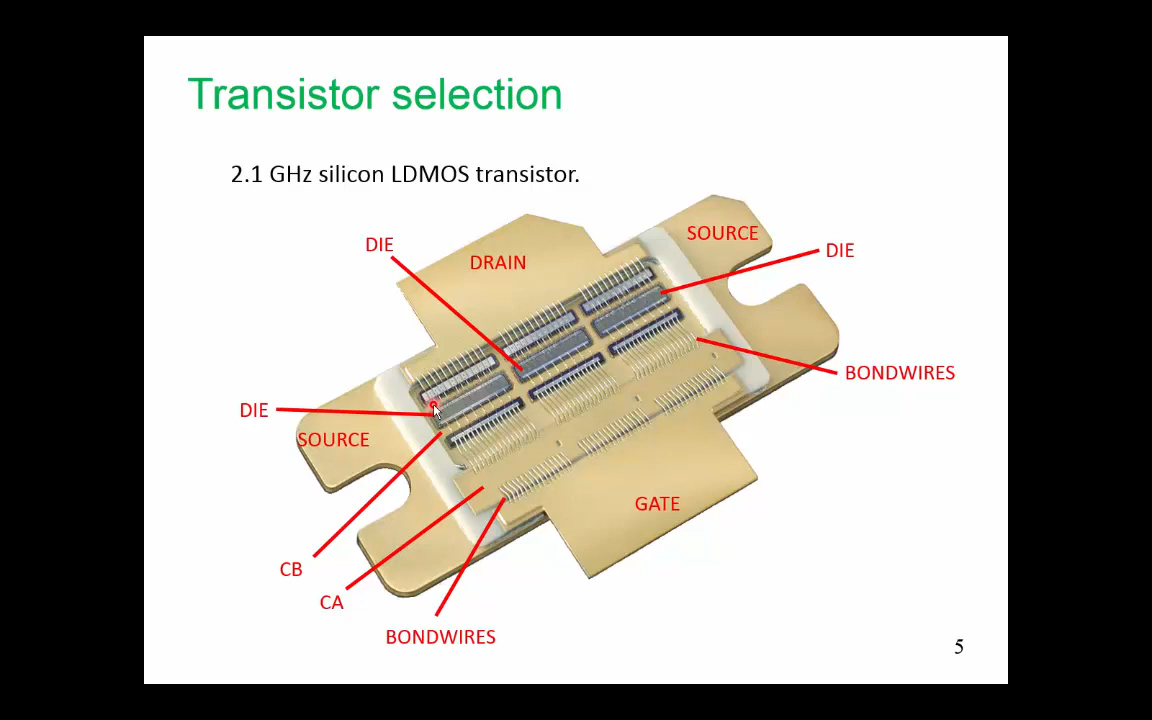 Transistor selection
2.1 GHz silicon LDMOS transistor.
DIE
DRAIN
SOURCE
DIE
BONDWIRES
DIE
SOURCE
GATE
CB
CA
BONDWIRES
5